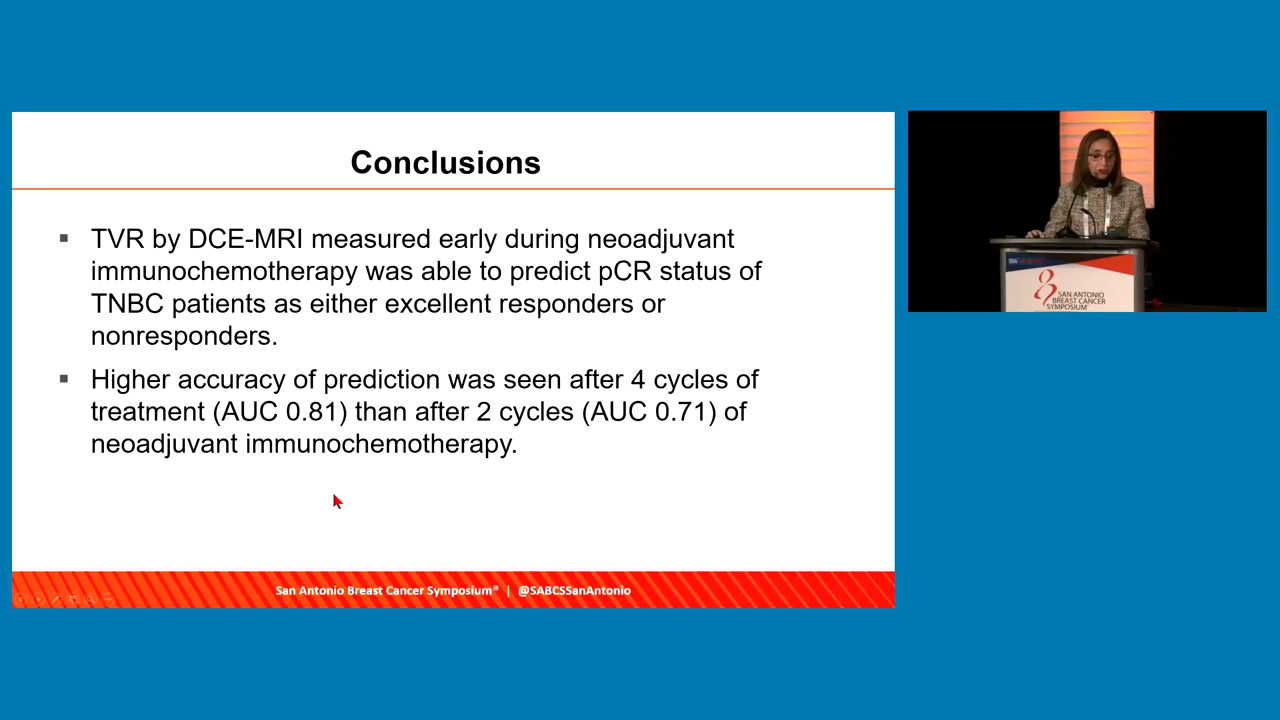 Conclusions
▪ TVR by DCE-MRI measured early during neoadjuvant
immunochemotherapy was able to predict pCR status of
TNBC patients as either excellent responders or
nonresponders.
▪ Higher accuracy of prediction was seen after 4 cycles of
treatment (AUC 0.81) than after 2 cycles (AUC 0.71) of
neoadjuvant immunochemotherapy.
San Antonio Breast Cancer Symposium® | @SABCSSanAntonio
SAN ANTONIO
BREAST CANCER
SYMPOSIUM®